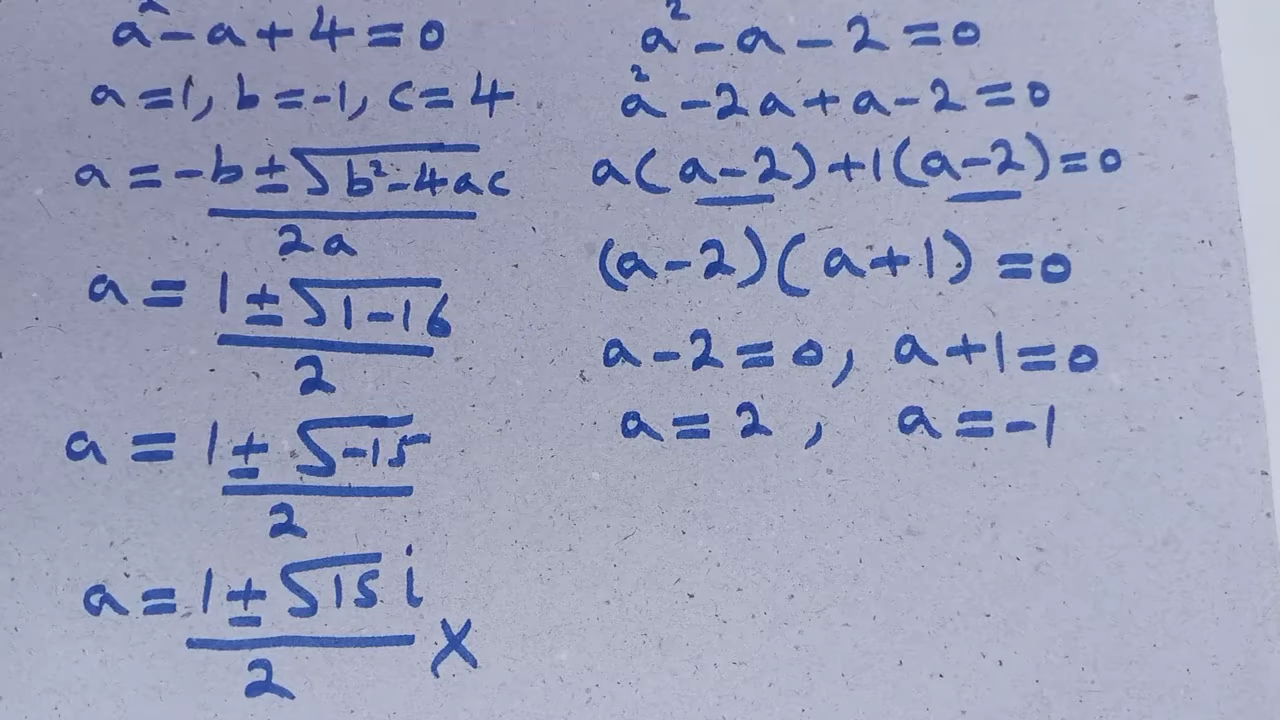 a² - a + 4 = 0
a = 1, b = -1, c = 4
a = -b ± √b² - 4ac
2a
a = 1 ± √1 - 16
2
a = 1 ± √-15
2
a = 1 ± √15 i
2 X
a² - a - 2 = 0
a² - 2a + a - 2 = 0
a(a - 2) + 1(a - 2) = 0
(a - 2)(a + 1) = 0
a - 2 = 0, a + 1 = 0
a = 2, a = -1